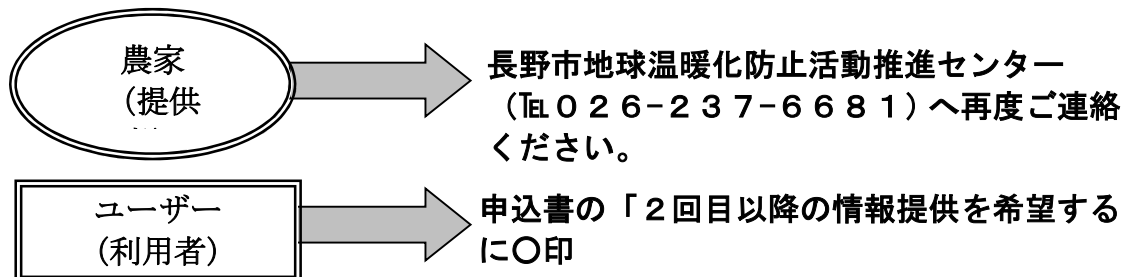 農家
(提供
長野市地球温暖化防止活動推進センター
(℡026-237-6681)へ再度ご連絡
ください。
ユーザー
(利用者)
申込書の「2回目以降の情報提供を希望する
に〇印